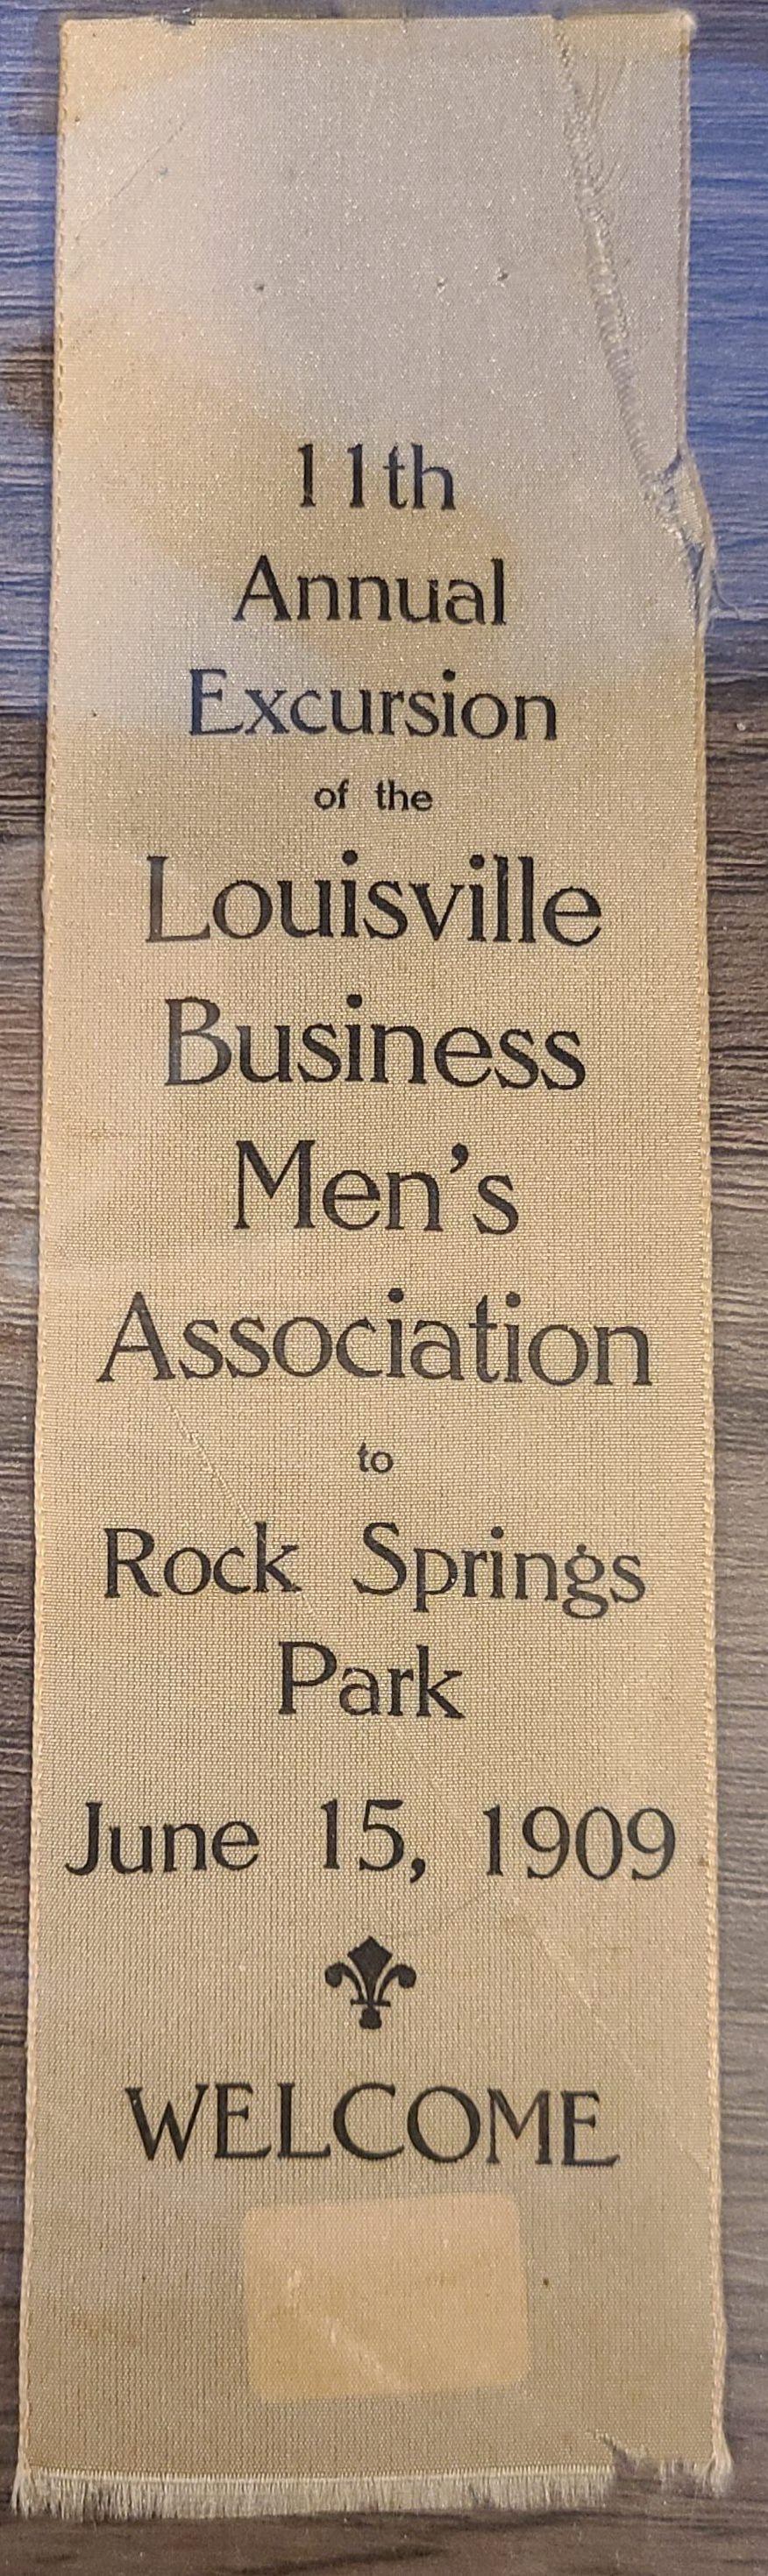 11th
Annual
Excursion
of the
Louisville
Business
Men's
Association
to
Rock Springs
Park
June 15, 1909
WELCOME